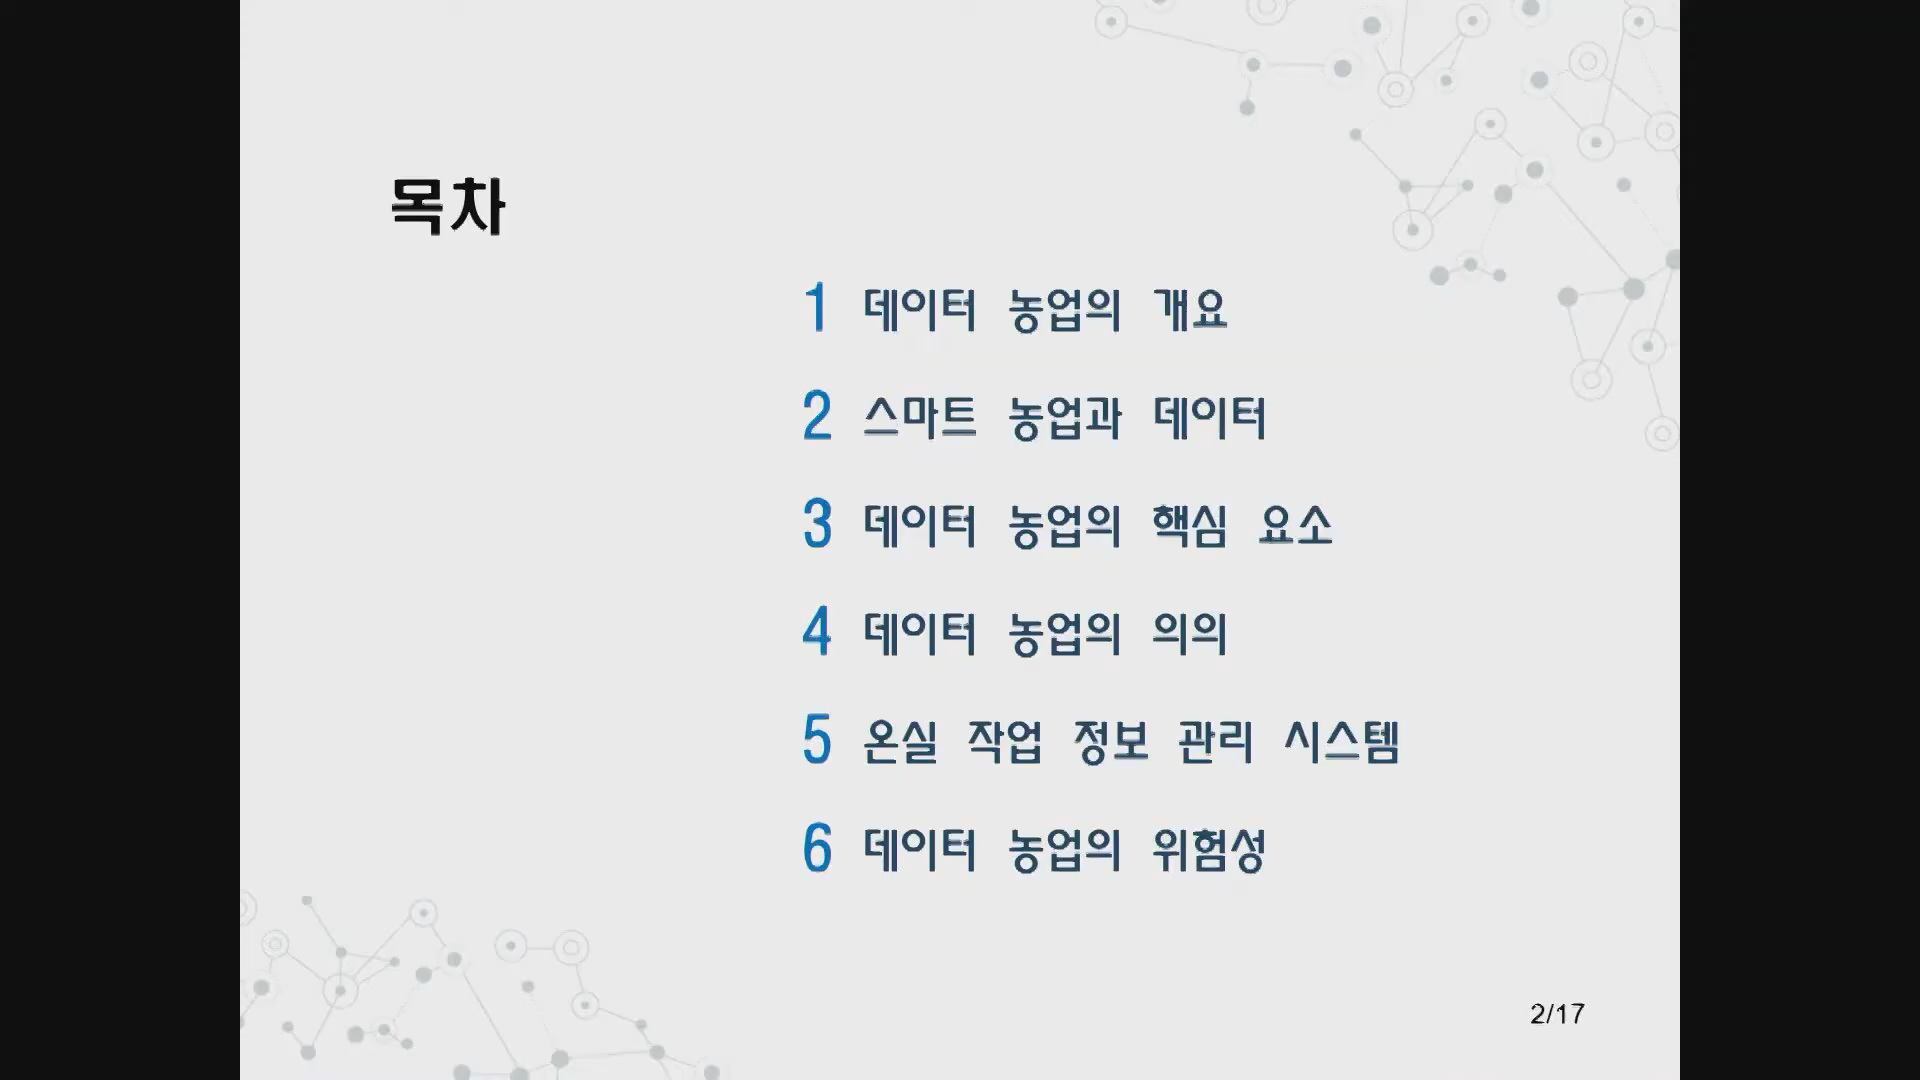 목차
1 데이터 농업의 개요
2 스마트 농업과 데이터
3 데이터 농업의 핵심 요소
4 데이터 농업의 의의
5 온실 작업 정보 관리 시스템
6 데이터 농업의 위험성
2/17